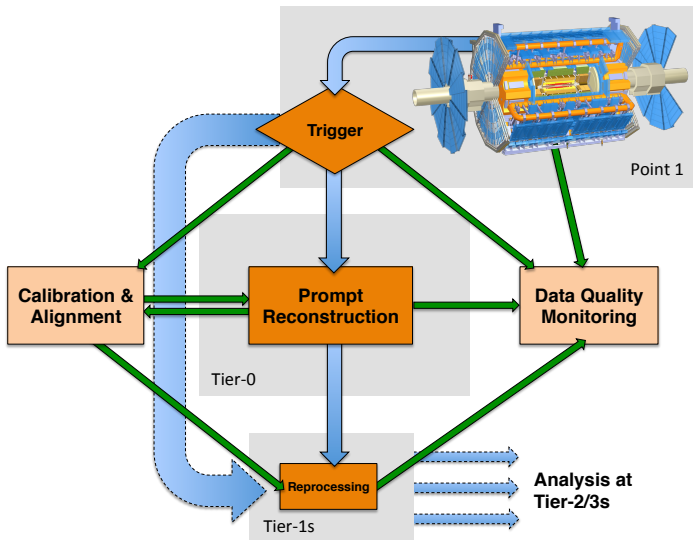 Trigger
Point 1
Calibration &
Alignment
Prompt
Reconstruction
Data Quality
Monitoring
Tier-0
Reprocessing
Analysis at
Tier-2/3s
Tier-1s